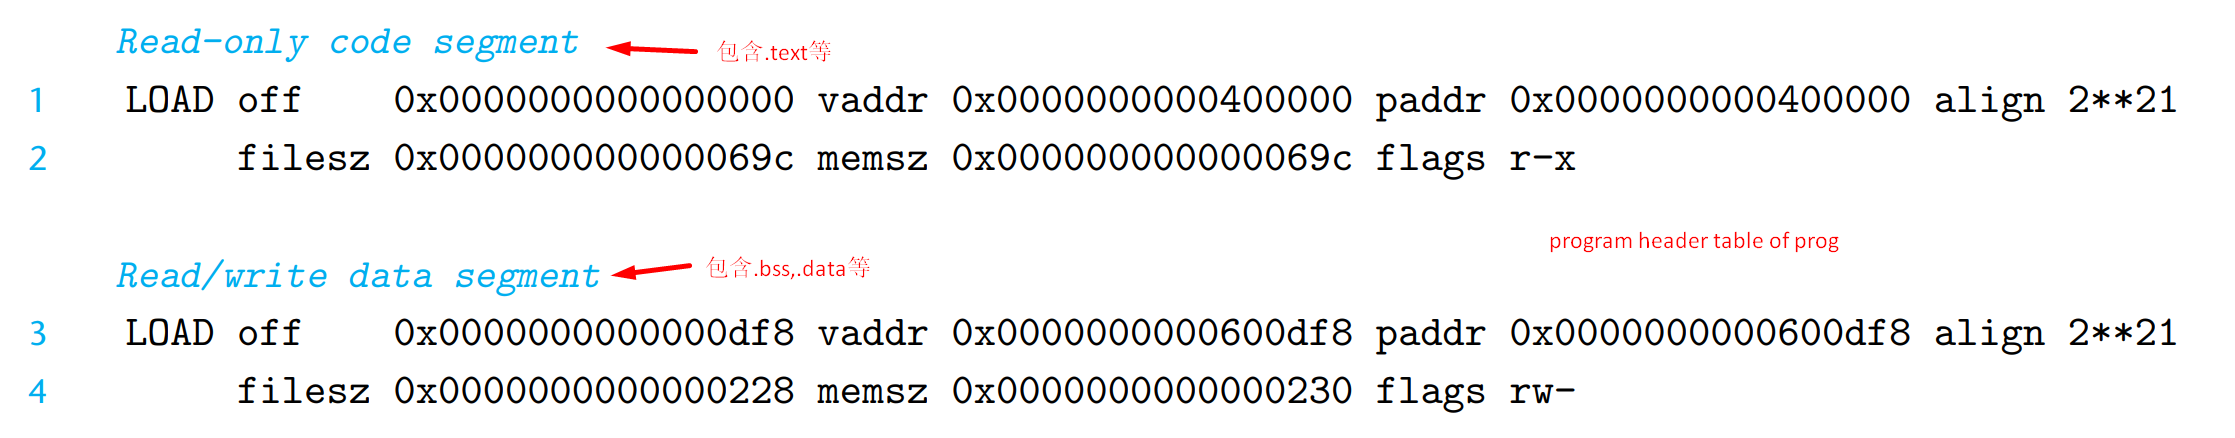 Read-only code segment
包含.text等
1 LOAD off 0x0000000000000000 vaddr 0x0000000000400000 paddr 0x0000000000400000 align 2**21
2 filesz 0x000000000000069c memsz 0x000000000000069c flags r-x
program header table of prog
Read/write data segment
包含.bss,.data等
3 LOAD off 0x0000000000000df8 vaddr 0x0000000000600df8 paddr 0x0000000000600df8 align 2**21
4 filesz 0x0000000000000228 memsz 0x0000000000000230 flags rw-